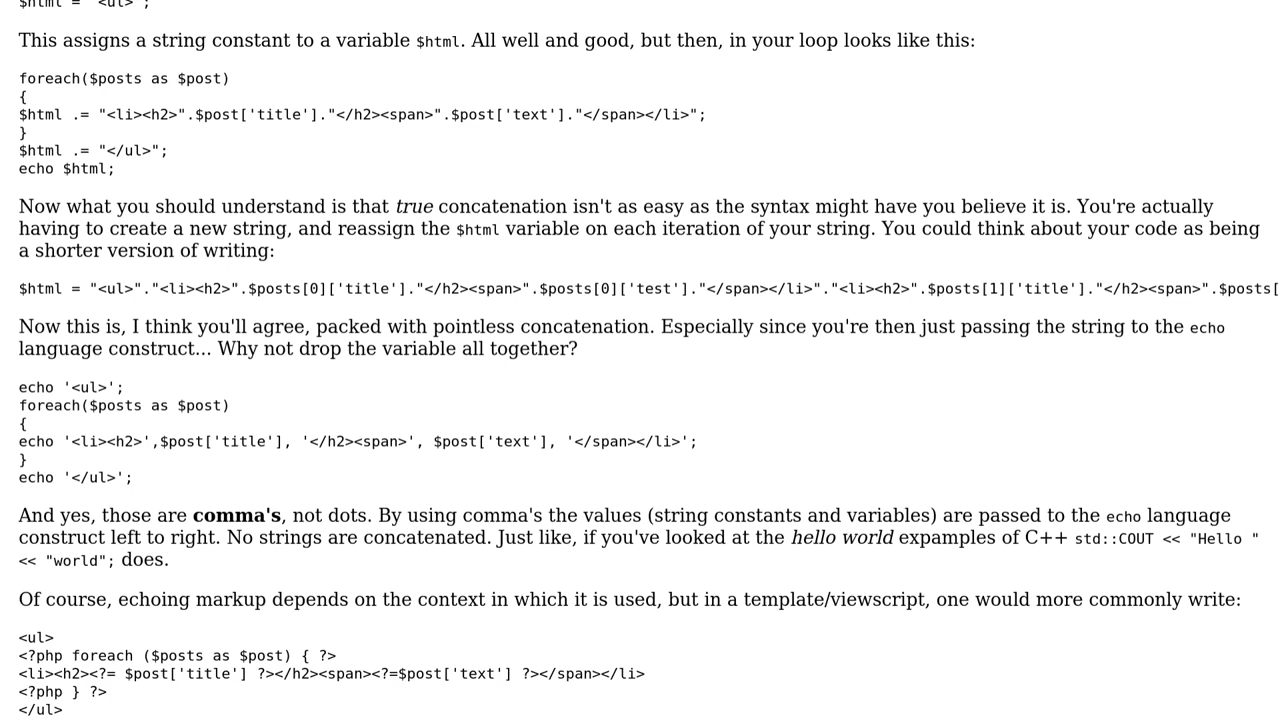 $html = "<ul>";
This assigns a string constant to a variable $html. All well and good, but then, in your loop looks like this:
foreach($posts as $post)
{
$html .= "<li><h2>".$post['title']."</h2><span>".$post['text']."</span></li>";
}
$html .= "</ul>";
echo $html;
Now what you should understand is that true concatenation isn't as easy as the syntax might have you believe it is. You're actually
having to create a new string, and reassign the $html variable on each iteration of your string. You could think about your code as being
a shorter version of writing:
$html = "<ul>"."<li><h2>".$posts[0]['title']."</h2><span>".$posts[0]['test']."</span></li>"."<li><h2>".$posts[1]['title']."</h2><span>".$posts[
Now this is, I think you'll agree, packed with pointless concatenation. Especially since you're then just passing the string to the echo
language construct... Why not drop the variable all together?
echo '<ul>';
foreach($posts as $post)
{
echo '<li><h2>',$post['title'], '</h2><span>', $post['text'], '</span></li>';
}
echo '</ul>';
And yes, those are comma's, not dots. By using comma's the values (string constants and variables) are passed to the echo language
construct left to right. No strings are concatenated. Just like, if you've looked at the hello world expamples of C++ std::COUT << "Hello "
<< "world"; does.
Of course, echoing markup depends on the context in which it is used, but in a template/viewscript, one would more commonly write:
<ul>
<?php foreach ($posts as $post) { ?>
<li><h2><?= $post['title'] ?></h2><span><?=$post['text'] ?></span></li>
<?php } ?>
</ul>